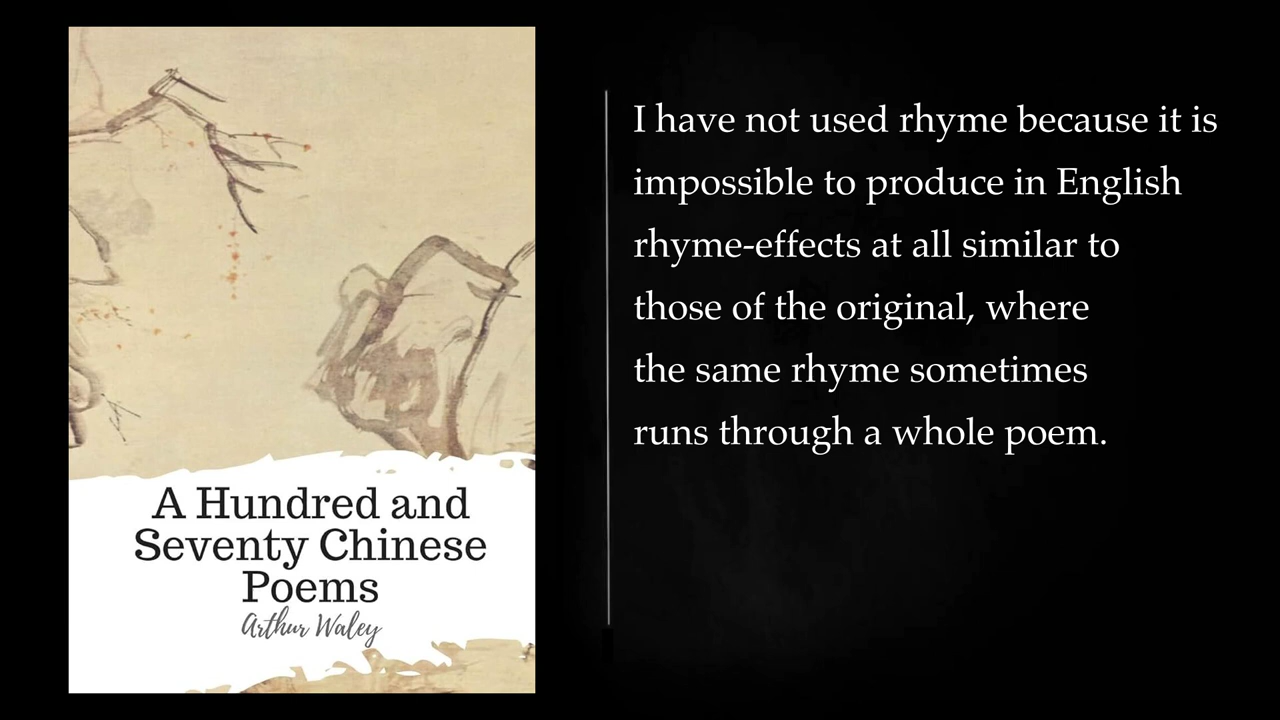 A Hundred and
Seventy Chinese
Poems
Arthur Waley
I have not used rhyme because it is
impossible to produce in English
rhyme-effects at all similar to
those of the original, where
the same rhyme sometimes
runs through a whole poem.